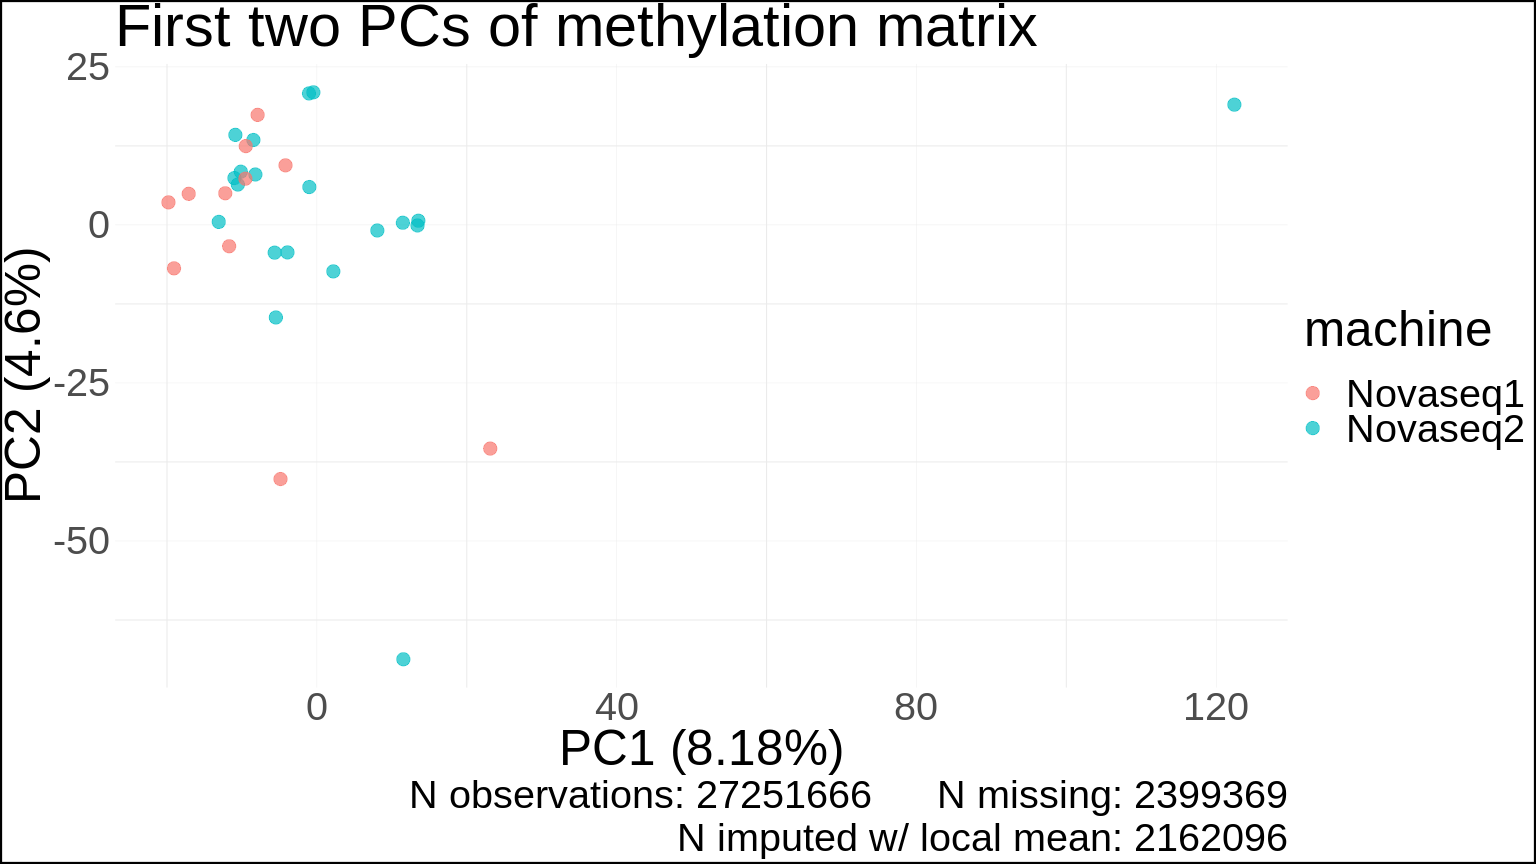 First two PCs of methylation matrix
25
0
-25
-50
PC2 (4.6%)
0 40 80 120
PC1 (8.18%)
machine
Novaseq1
Novaseq2
N observations: 27251666 N missing: 2399369
N imputed w/ local mean: 2162096